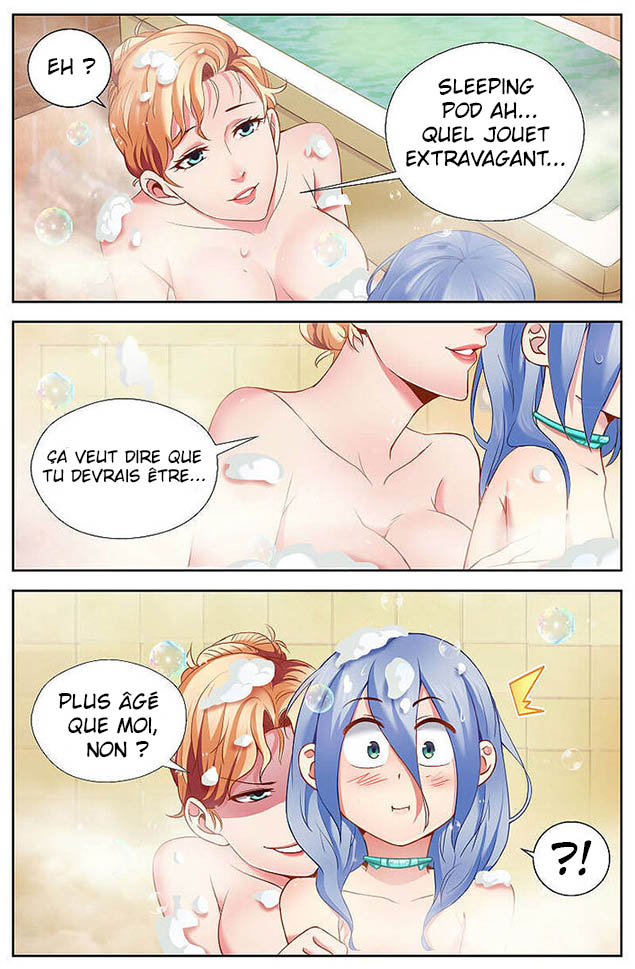 EH ?
SLEEPING
POD AH...
QUEL JOUET
EXTRAVAGANT...
ÇA VEUT DIRE QUE
TU DEVRAIS ÊTRE...
PLUS ÂGÉ
QUE MOI,
NON ?
?!